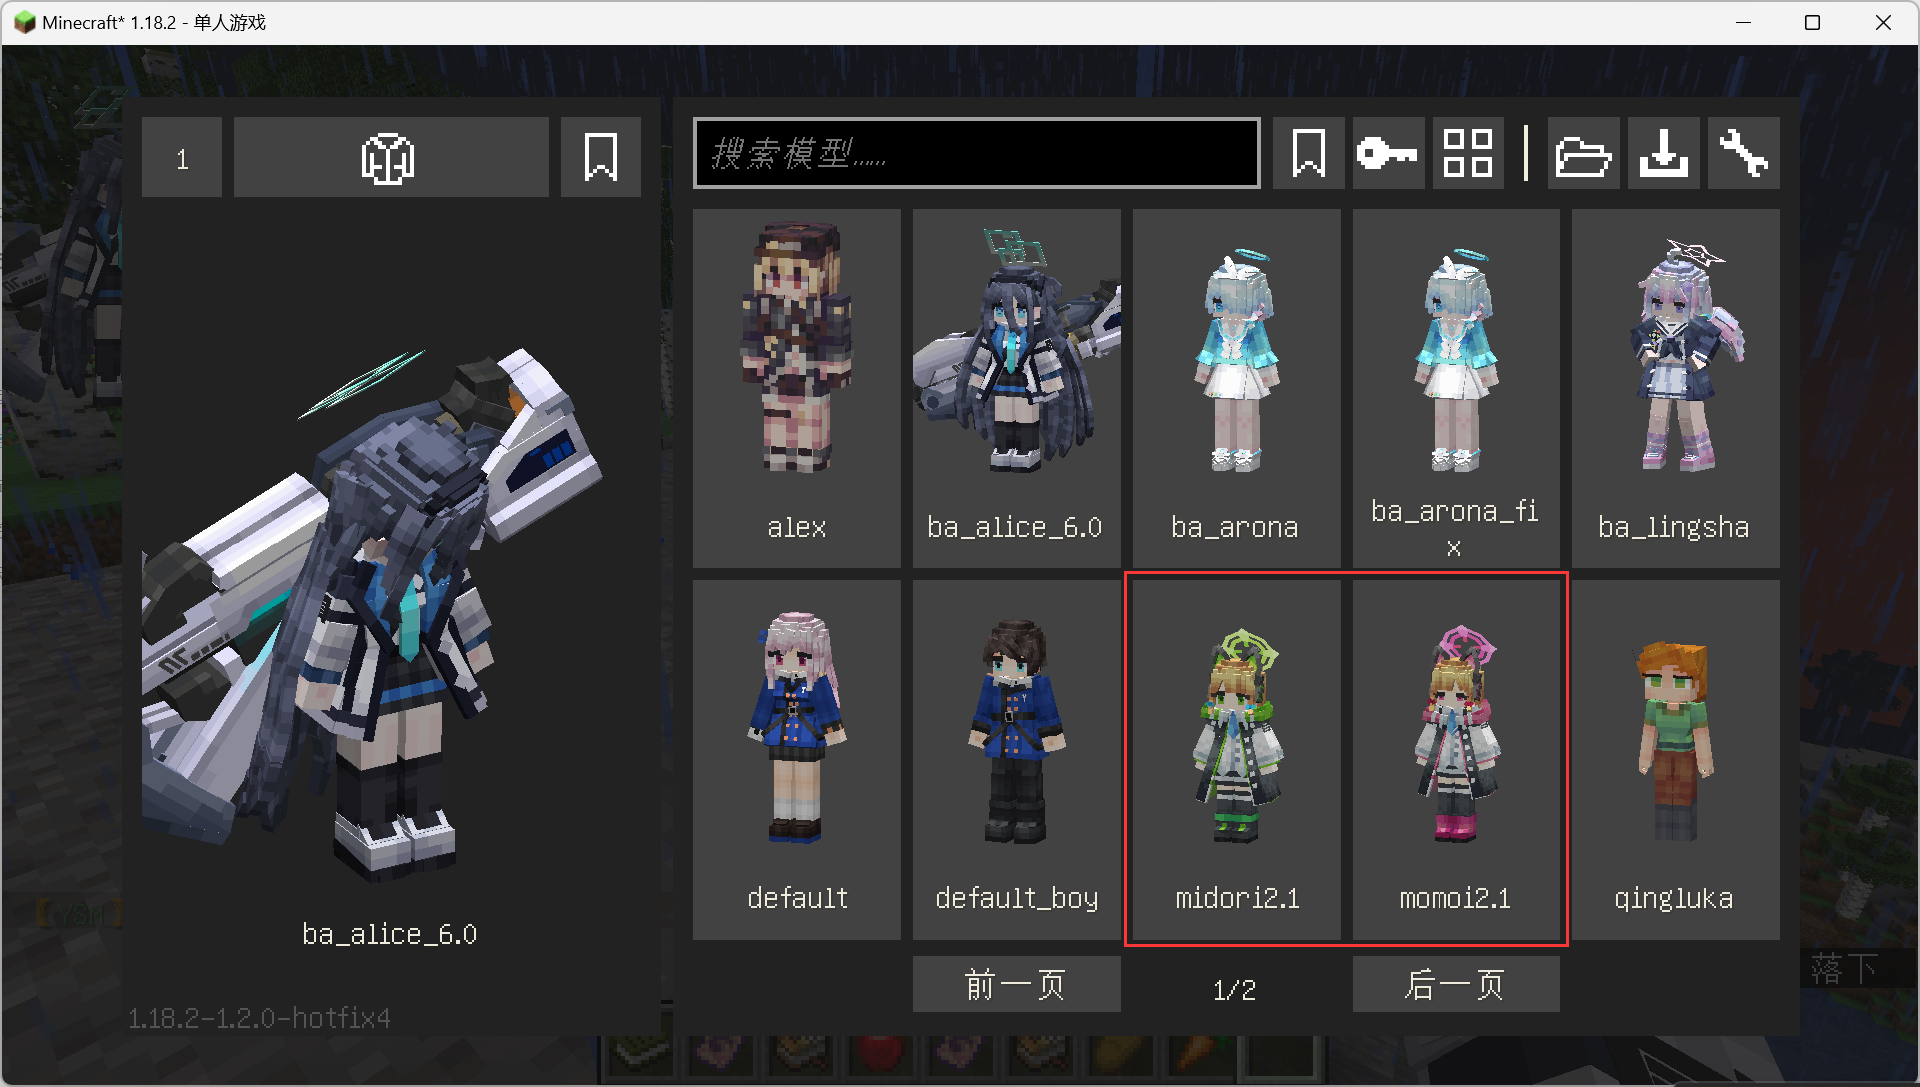 Minecraft* 1.18.2 - 单人游戏
1
搜索模型......
alex
ba_alice_6.0
ba_arona
ba_arona_fi
x
ba_lingsha
default
default_boy
midori2.1
momoi2.1
qingluka
ba_alice_6.0
前一页
1/2
后一页
落下
1.18.2-1.2.0-hotfix4